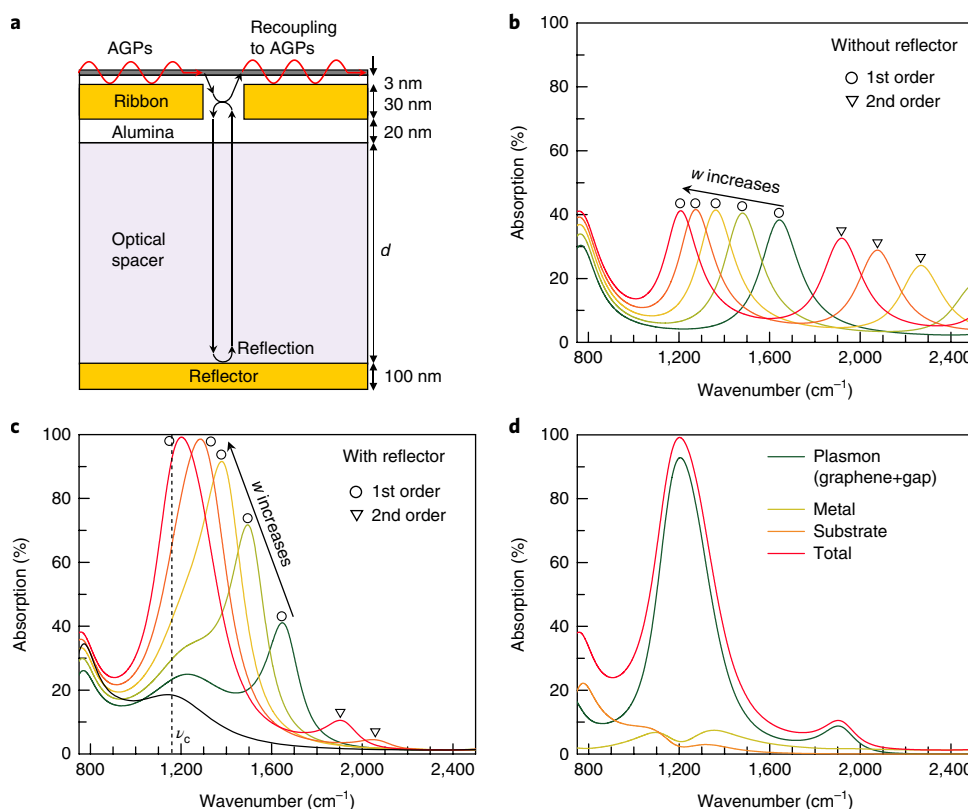 a
AGPs
Recoupling
to AGPs
3 nm
Ribbon
30 nm
Alumina
20 nm
Optical
spacer
d
Reflection
Reflector
100 nm
b
100
80
60
40
20
0
Absorption (%)
Without reflector
1st order
2nd order
w increases
800
1,200
1,600
2,000
2,400
Wavenumber (cm⁻¹)
c
100
80
60
40
20
0
Absorption (%)
With reflector
1st order
2nd order
w increases
νc
800
1,200
1,600
2,000
2,400
Wavenumber (cm⁻¹)
d
100
80
60
40
20
0
Absorption (%)
Plasmon
(graphene+gap)
Metal
Substrate
Total
800
1,200
1,600
2,000
2,400
Wavenumber (cm⁻¹)